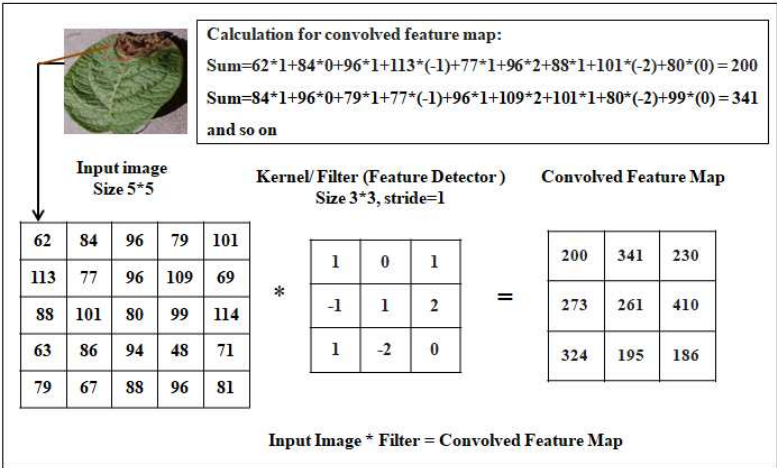 Calculation for convolved feature map:
Sum=62*1+84*0+96*1+113*(-1)+77*1+96*2+88*1+101*(-2)+80*(0) = 200
Sum=84*1+96*0+79*1+77*(-1)+96*1+109*2+101*1+80*(-2)+99*(0) = 341
and so on
Input image
Size 5*5
Kernel/ Filter (Feature Detector )
Size 3*3, stride=1
Convolved Feature Map
62 84 96 79 101
113 77 96 109 69
88 101 80 99 114
63 86 94 48 71
79 67 88 96 81
*
1 0 1
-1 1 2
1 -2 0
=
200 341 230
273 261 410
324 195 186
Input Image * Filter = Convolved Feature Map